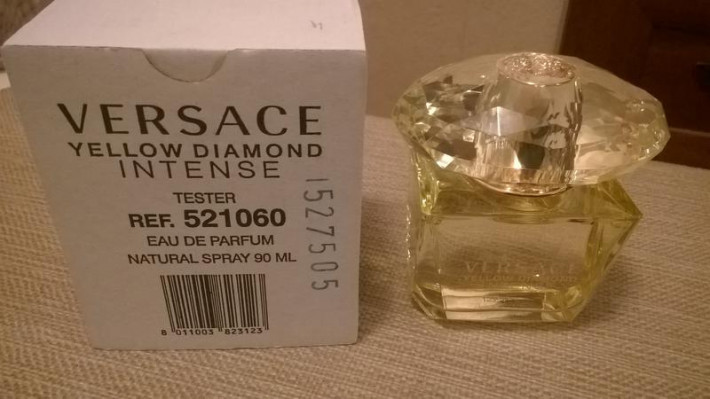 VERSACE
YELLOW DIAMOND
INTENSE
TESTER
REF. 521060
EAU DE PARFUM
NATURAL SPRAY 90 ML
8 011003 823123
1527505
VERSACE